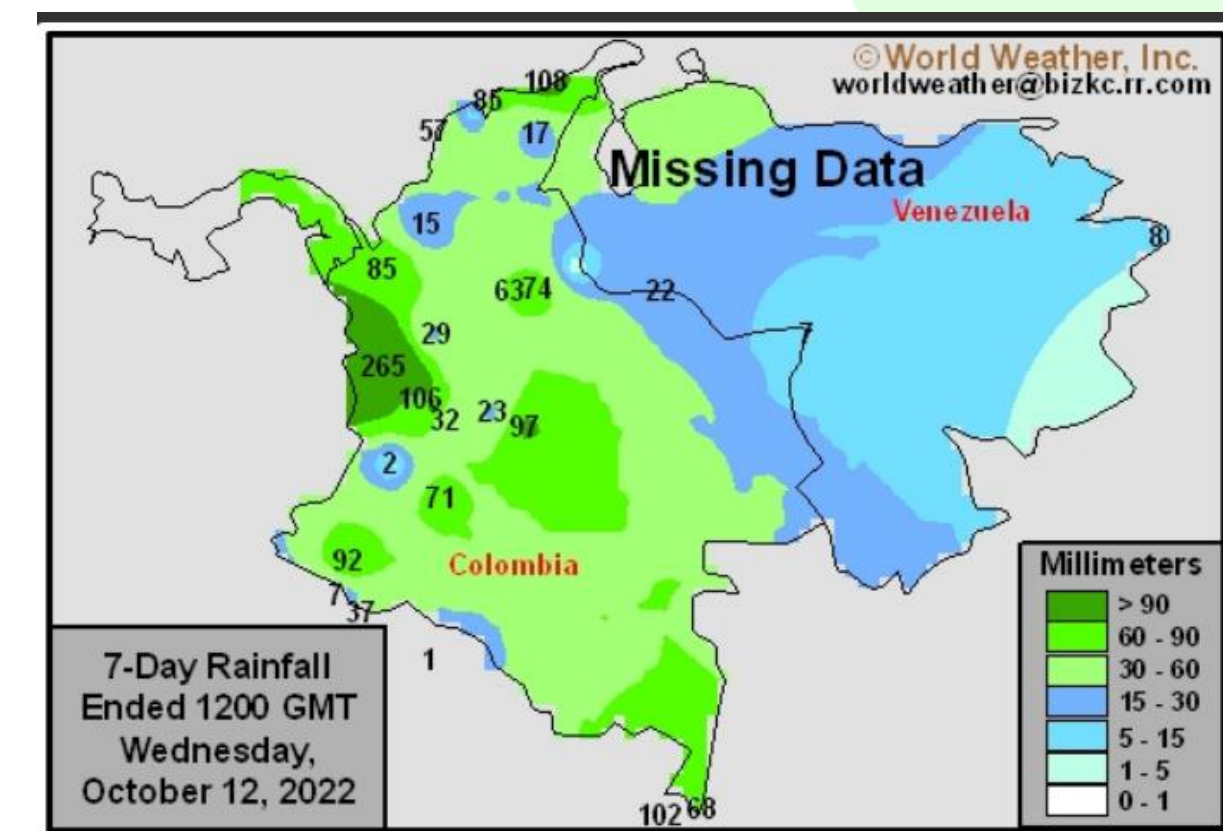 ©World Weather, Inc.
worldweather@bizkc.rr.com
108
85
57
17
Missing Data
Venezuela
15
8
85
6374
22
29
7
265
106
32
23
97
2
71
92
Colombia
7
37
1
102
68
7-Day Rainfall
Ended 1200 GMT
Wednesday,
October 12, 2022
Millimeters
> 90
60 - 90
30 - 60
15 - 30
5 - 15
1 - 5
0 - 1